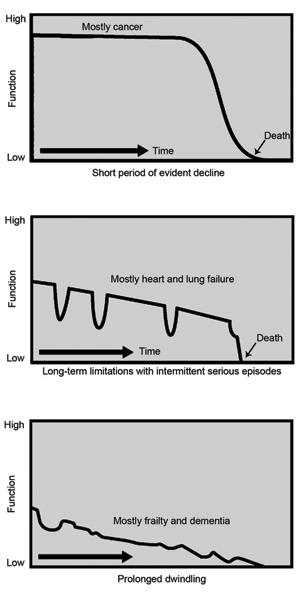 High
Mostly cancer
Function
Death
Low
Time
Short period of evident decline
High
Function
Mostly heart and lung failure
Death
Low
Time
Long-term limitations with intermittent serious episodes
High
Function
Mostly frailty and dementia
Low
Prolonged dwindling